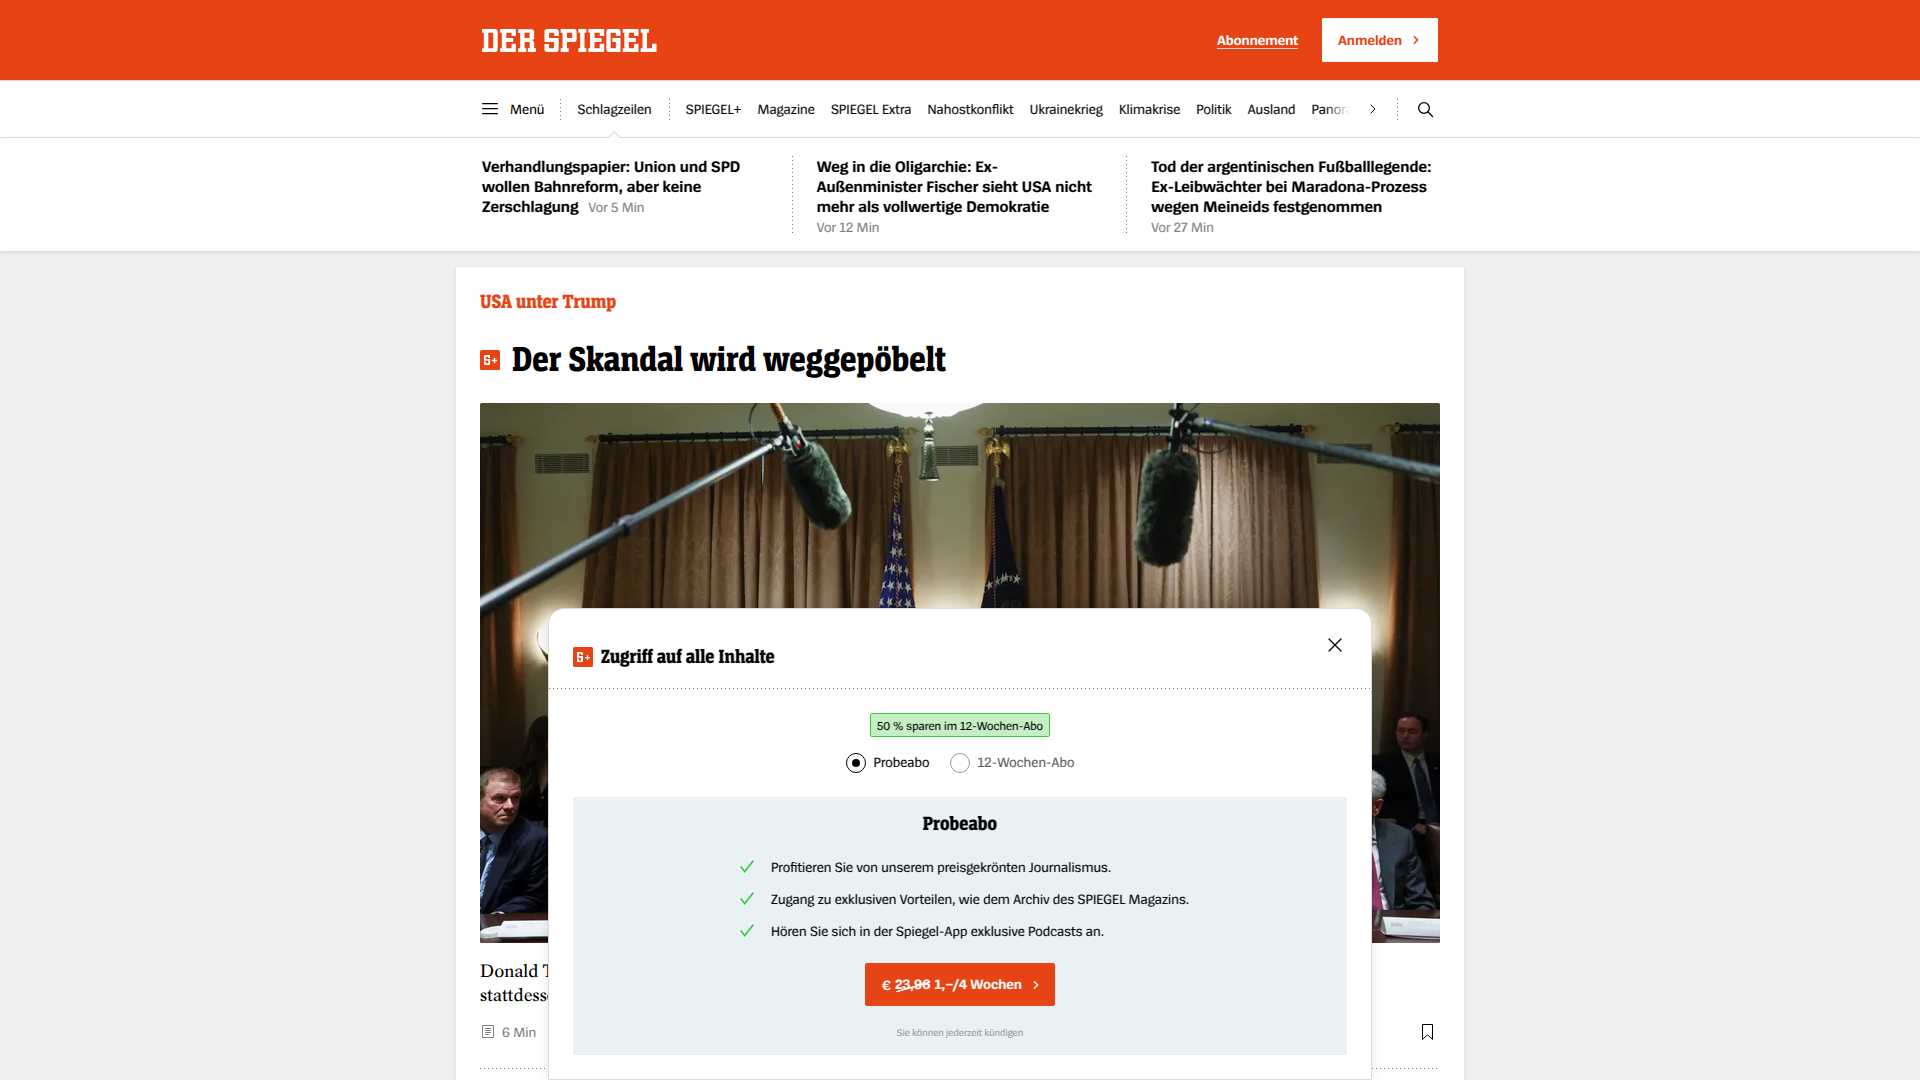 DER SPIEGEL
Abonnement
Anmelden
Menü
Schlagzeilen
SPIEGEL+
Magazine
SPIEGEL Extra
Nahostkonflikt
Ukrainekrieg
Klimakrise
Politik
Ausland
Panor
Verhandlungspapier: Union und SPD
wollen Bahnreform, aber keine
Zerschlagung Vor 5 Min
Weg in die Oligarchie: Ex-
Außenminister Fischer sieht USA nicht
mehr als vollwertige Demokratie
Vor 12 Min
Tod der argentinischen Fußballlegende:
Ex-Leibwächter bei Maradona-Prozess
wegen Meineids festgenommen
Vor 27 Min
USA unter Trump
S+ Der Skandal wird weggepöbelt
S+ Zugriff auf alle Inhalte
50 % sparen im 12-Wochen-Abo
Probeabo
12-Wochen-Abo
Probeabo
Profitieren Sie von unserem preisgekrönten Journalismus.
Zugang zu exklusiven Vorteilen, wie dem Archiv des SPIEGEL Magazins.
Hören Sie sich in der Spiegel-App exklusive Podcasts an.
€ 23,96 1,–/4 Wochen
Sie können jederzeit kündigen
Donald
stattdess
6 Min